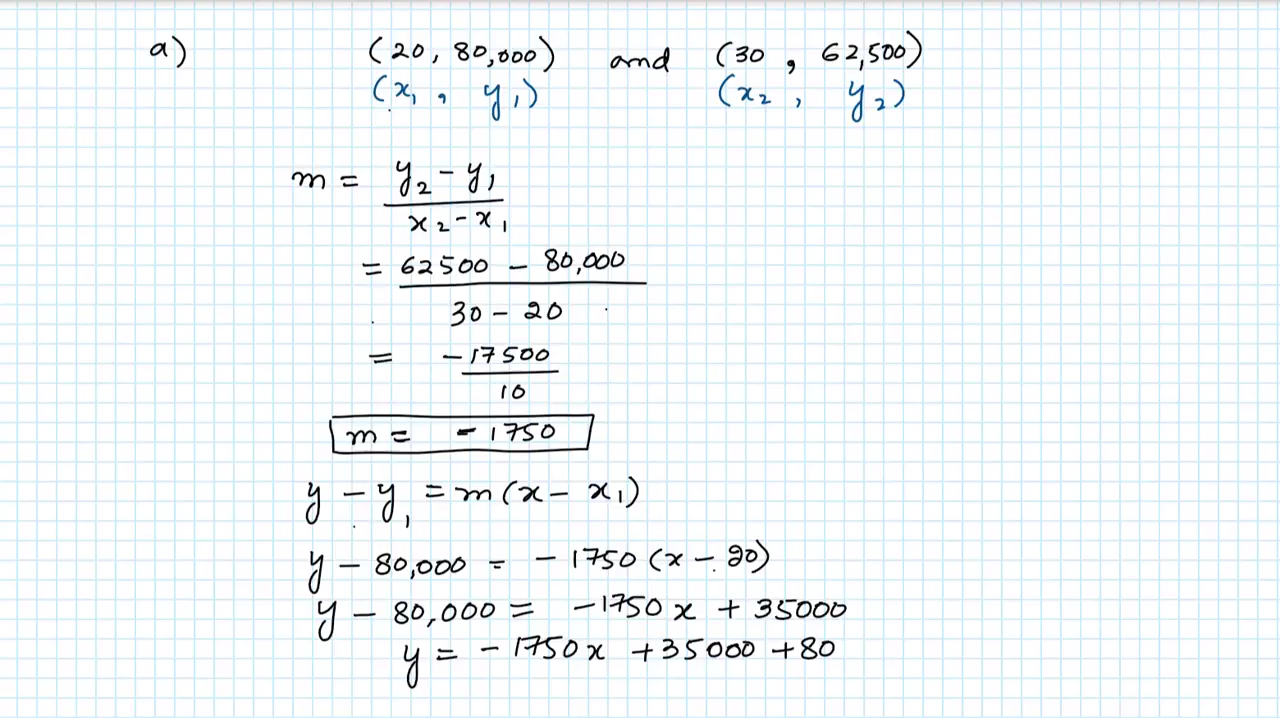 a) (20, 80,000) and (30, 62,500)
(x₁, y₁) (x₂, y₂)
m = y₂ - y₁ / x₂ - x₁
= 62500 - 80,000 / 30 - 20
= -17500 / 10
m = -1750
y - y₁ = m(x - x₁)
y - 80,000 = -1750(x - 20)
y - 80,000 = -1750x + 35000
y = -1750x + 35000 + 80